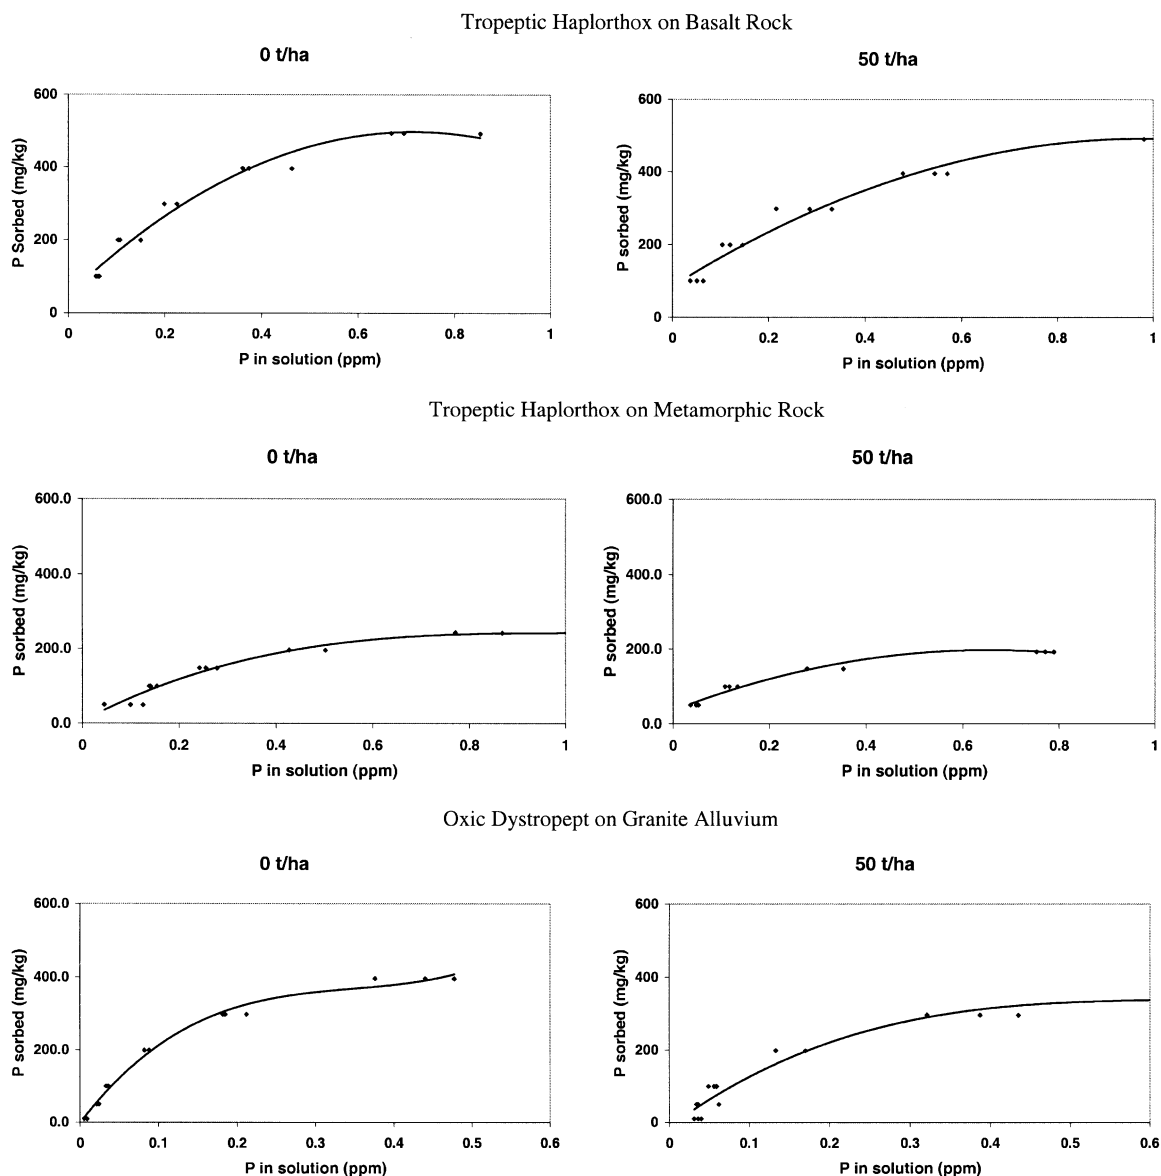 Tropeptic Haplorthox on Basalt Rock
0 t/ha
50 t/ha
P Sorbed (mg/kg)
600
400
200
0
0 0.2 0.4 0.6 0.8 1
P in solution (ppm)
P sorbed (mg/kg)
600
400
200
0
0 0.2 0.4 0.6 0.8 1
P in solution (ppm)
Tropeptic Haplorthox on Metamorphic Rock
0 t/ha
50 t/ha
P sorbed (mg/kg)
600.0
400.0
200.0
0.0
0 0.2 0.4 0.6 0.8 1
P in solution (ppm)
P sorbed (mg/kg)
600.0
400.0
200.0
0.0
0 0.2 0.4 0.6 0.8 1
P in solution (ppm)
Oxic Dystropept on Granite Alluvium
0 t/ha
50 t/ha
P sorbed (mg/kg)
600.0
400.0
200.0
0.0
0 0.1 0.2 0.3 0.4 0.5 0.6
P in solution (ppm)
P sorbed (mg/kg)
600
400
200
0
0 0.1 0.2 0.3 0.4 0.5 0.6
P in solution (ppm)